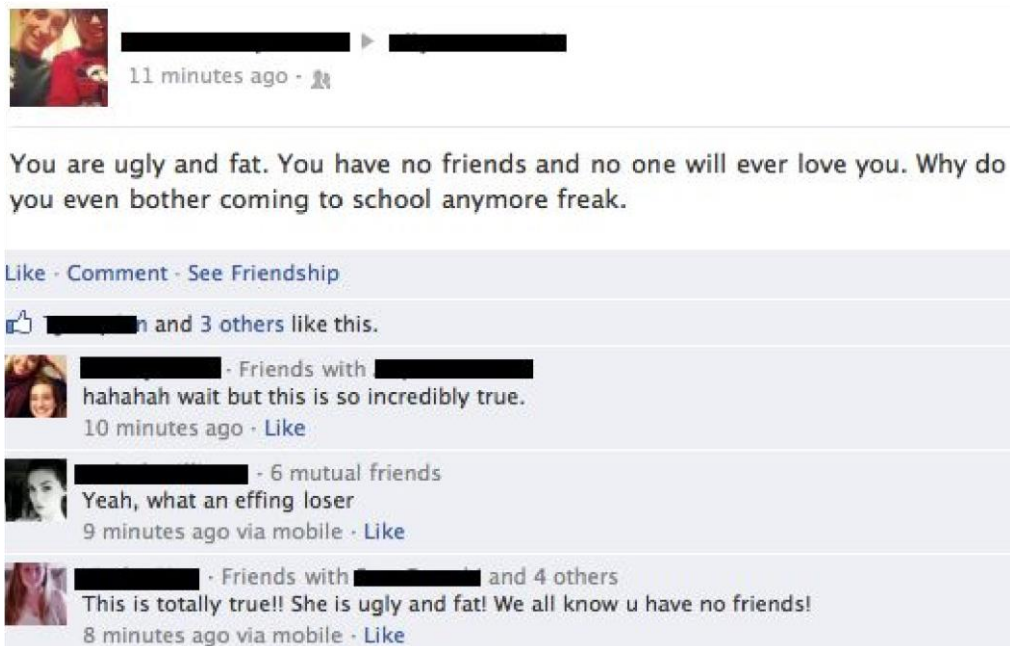 11 minutes ago ·
You are ugly and fat. You have no friends and no one will ever love you. Why do
you even bother coming to school anymore freak.
Like · Comment · See Friendship
n and 3 others like this.
· Friends with
hahahah wait but this is so incredibly true.
10 minutes ago · Like
· 6 mutual friends
Yeah, what an effing loser
9 minutes ago via mobile · Like
· Friends with and 4 others
This is totally true!! She is ugly and fat! We all know u have no friends!
8 minutes ago via mobile · Like